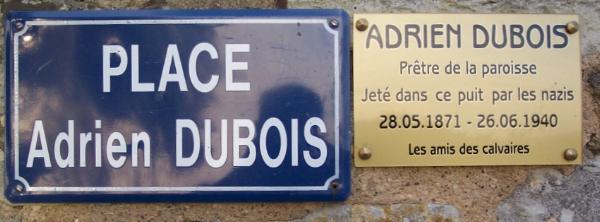 PLACE
Adrien DUBOIS
ADRIEN DUBOIS
Prêtre de la paroisse
Jeté dans ce puit par les nazis
28.05.1871 - 26.06.1940
Les amis des calvaires